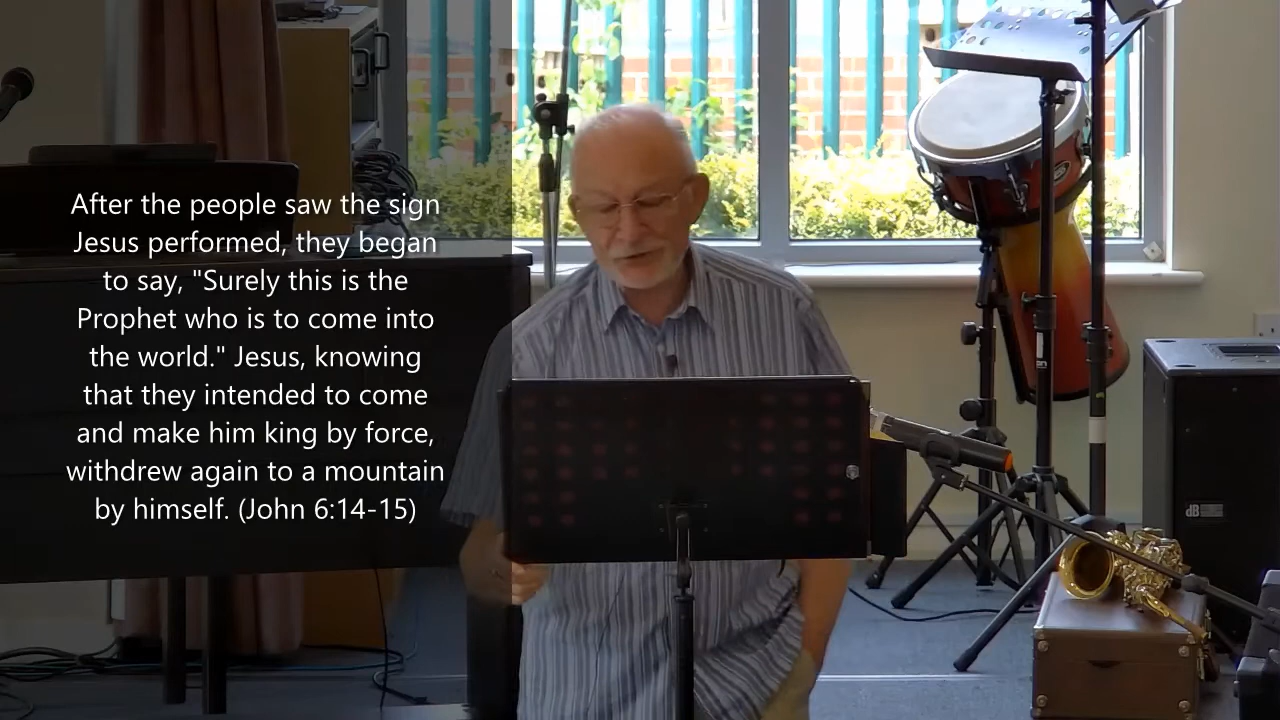 After the people saw the sign
Jesus performed, they began
to say, "Surely this is the
Prophet who is to come into
the world." Jesus, knowing
that they intended to come
and make him king by force,
withdrew again to a mountain
by himself. (John 6:14-15)
dB